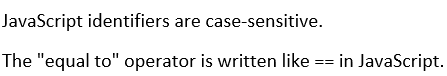 JavaScript identifiers are case-sensitive.
The "equal to" operator is written like == in JavaScript.